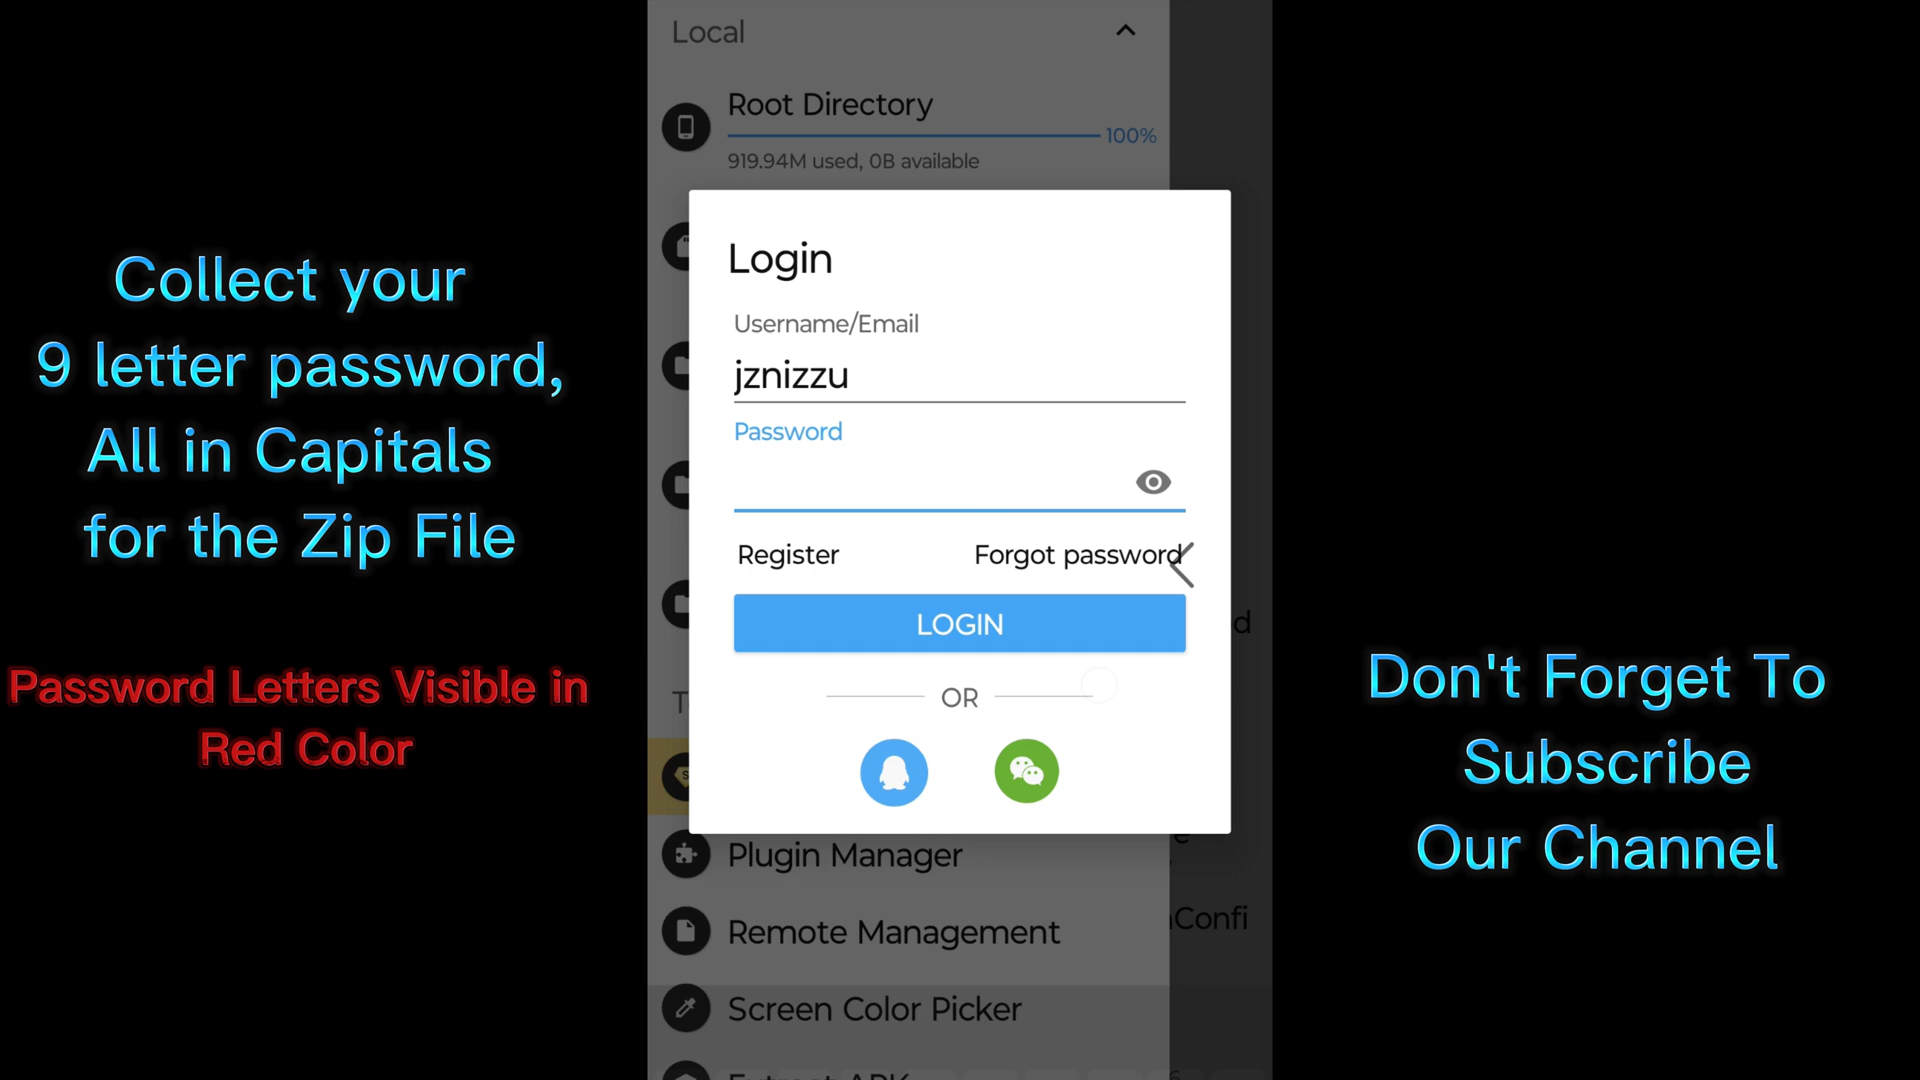 Local
Root Directory
100%
919.94M used, 0B available
Login
Username/Email
jznizzu
Password
Register
Forgot password
LOGIN
OR
Plugin Manager
Remote Management
Screen Color Picker
Extract APK
Collect your
9 letter password,
All in Capitals
for the Zip File
Password Letters Visible in
Red Color
Don't Forget To
Subscribe
Our Channel